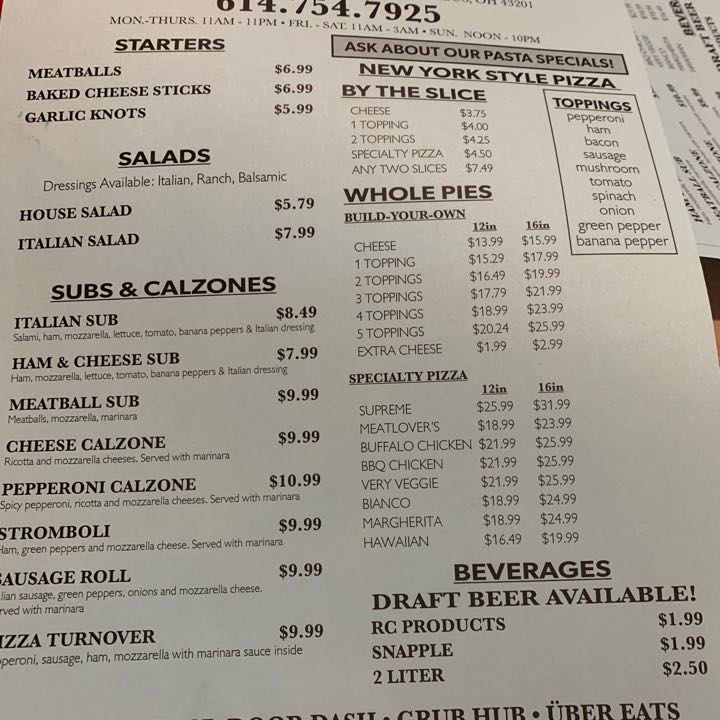 OH 43201
614.754.7925
MON.-THURS. 11AM - 11PM • FRI. - SAT. 11AM - 3AM • SUN. NOON - 10PM
STARTERS
MEATBALLS $6.99
BAKED CHEESE STICKS $6.99
GARLIC KNOTS $5.99
SALADS
Dressings Available: Italian, Ranch, Balsamic
HOUSE SALAD $5.79
ITALIAN SALAD $7.99
SUBS & CALZONES
ITALIAN SUB $8.49
Salami, ham, mozzarella, lettuce, tomato, banana peppers & Italian dressing
HAM & CHEESE SUB $7.99
Ham, mozzarella, lettuce, tomato, banana peppers & Italian dressing
MEATBALL SUB $9.99
Meatballs, mozzarella, marinara
CHEESE CALZONE $9.99
Ricotta and mozzarella cheeses. Served with marinara
PEPPERONI CALZONE $10.99
Spicy pepperoni, ricotta and mozzarella cheeses. Served with marinara
STROMBOLI $9.99
Ham, green peppers and mozzarella cheese. Served with marinara
SAUSAGE ROLL $9.99
lian sausage, green peppers, onions and mozzarella cheese.
rved with marinara
IZZA TURNOVER $9.99
pperoni, sausage, ham, mozzarella with marinara sauce inside
ASK ABOUT OUR PASTA SPECIALS!
NEW YORK STYLE PIZZA
BY THE SLICE
CHEESE $3.75
1 TOPPING $4.00
2 TOPPINGS $4.25
SPECIALTY PIZZA $4.50
ANY TWO SLICES $7.49
TOPPINGS
pepperoni
ham
bacon
sausage
mushroom
tomato
spinach
onion
green pepper
banana pepper
WHOLE PIES
BUILD-YOUR-OWN
12in 16in
CHEESE $13.99 $15.99
1 TOPPING $15.29 $17.99
2 TOPPINGS $16.49 $19.99
3 TOPPINGS $17.79 $21.99
4 TOPPINGS $18.99 $23.99
5 TOPPINGS $20.24 $25.99
EXTRA CHEESE $1.99 $2.99
SPECIALTY PIZZA
12in 16in
SUPREME $25.99 $31.99
MEATLOVER'S $18.99 $23.99
BUFFALO CHICKEN $21.99 $25.99
BBQ CHICKEN $21.99 $25.99
VERY VEGGIE $21.99 $25.99
BIANCO $18.99 $24.99
MARGHERITA $18.99 $24.99
HAWAIIAN $16.49 $19.99
BEVERAGES
DRAFT BEER AVAILABLE!
RC PRODUCTS $1.99
SNAPPLE $1.99
2 LITER $2.50
DOOR DASH • GRUB HUB • ÜBER EATS